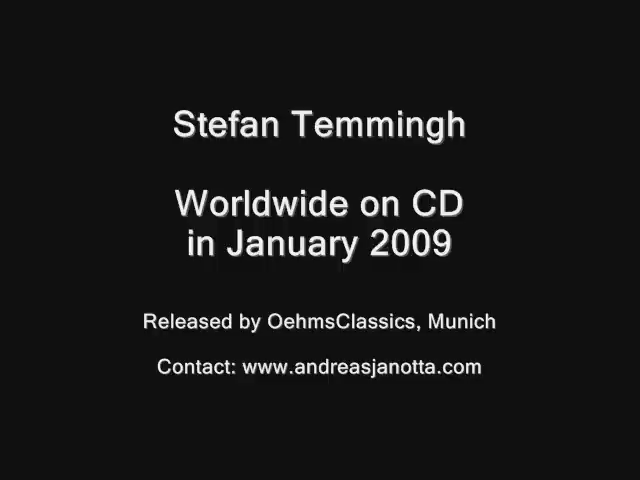 Stefan Temmingh
Worldwide on CD
in January 2009
Released by OehmsClassics, Munich
Contact: www.andreasjanotta.com